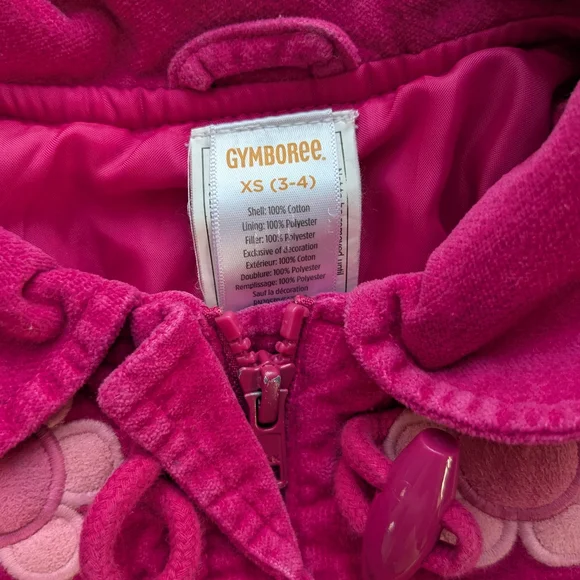 GYMBOREE
XS (3-4)
Shell: 100% Cotton
Lining: 100% Polyester
Filler: 100% Polyester
Exclusive of decoration
Extérieur: 100% Coton
Doublure: 100% Polyester
Remplissage: 100% Polyester
Sauf la décoration